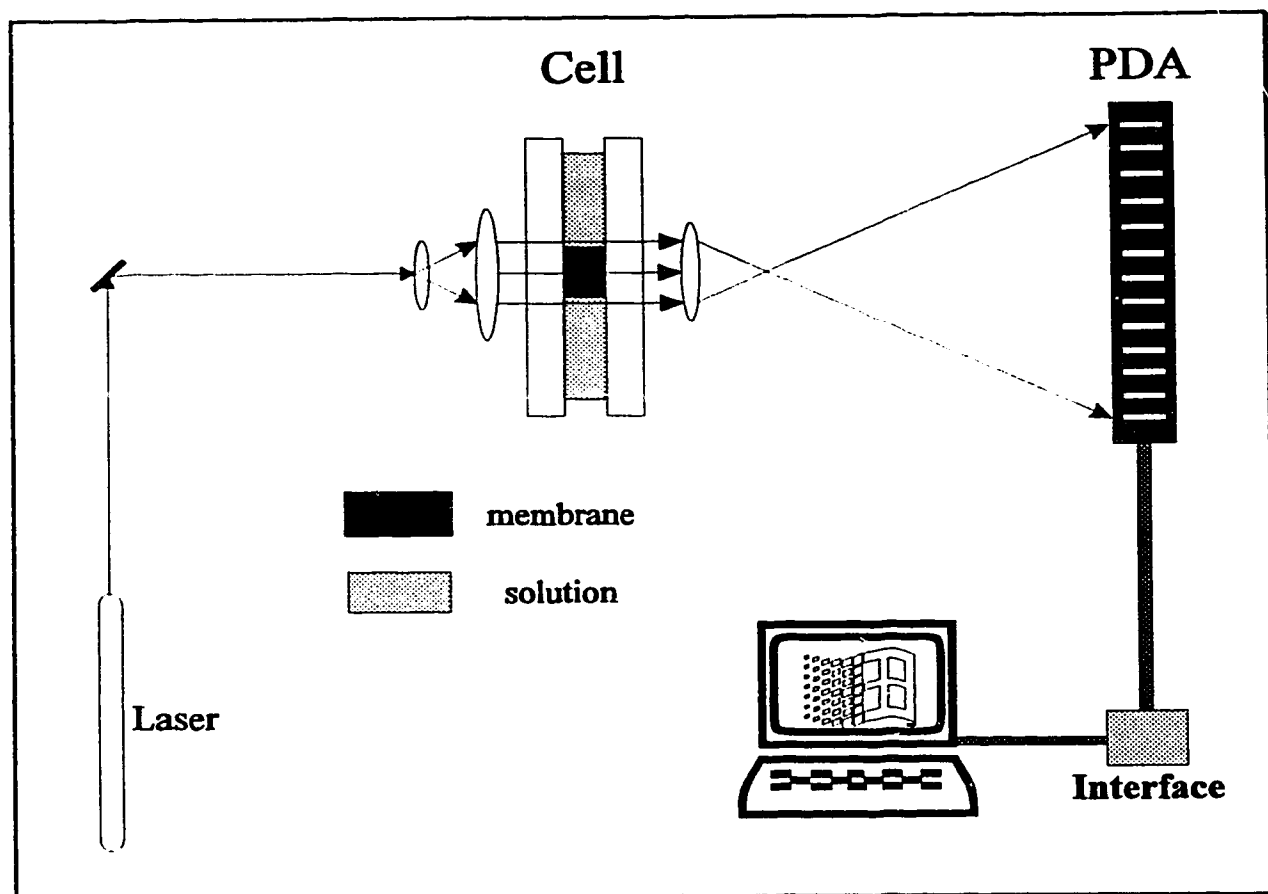 Cell
PDA
membrane
solution
Laser
Interface